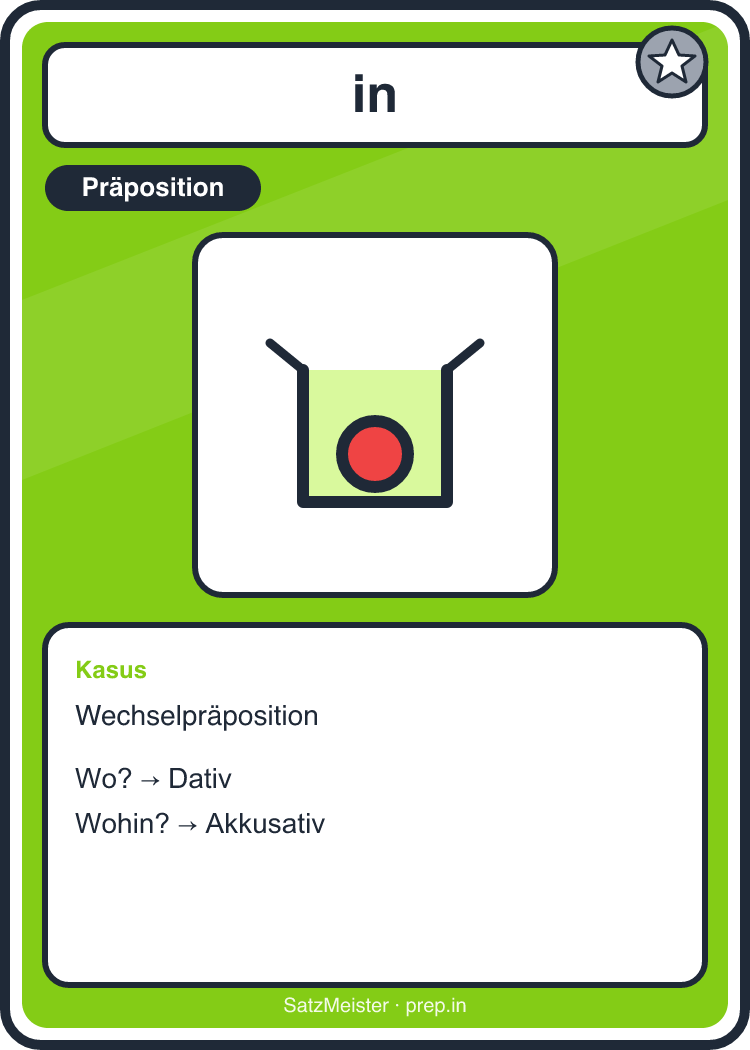 in
Präposition
Kasus
Wechselpräposition
Wo? → Dativ
Wohin? → Akkusativ
SatzMeister · prep.in